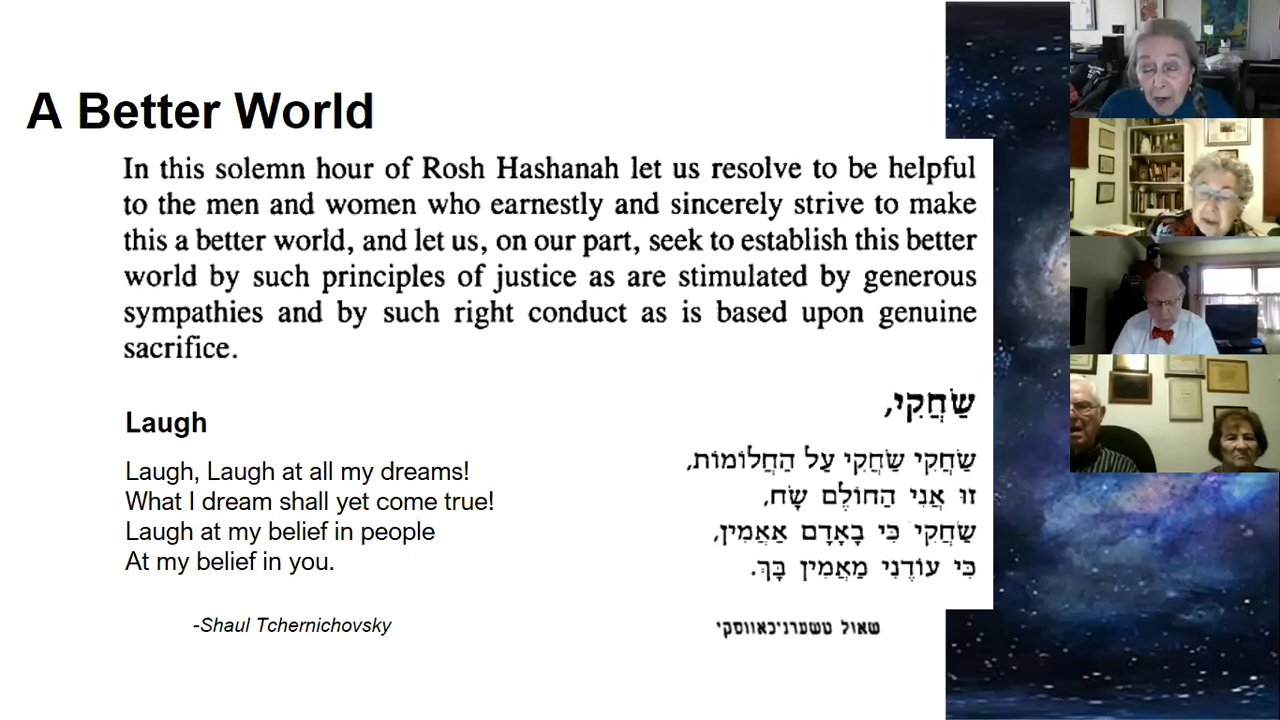 A Better World
In this solemn hour of Rosh Hashanah let us resolve to be helpful
to the men and women who earnestly and sincerely strive to make
this a better world, and let us, on our part, seek to establish this better
world by such principles of justice as are stimulated by generous
sympathies and by such right conduct as is based upon genuine
sacrifice.
Laugh
Laugh, Laugh at all my dreams!
What I dream shall yet come true!
Laugh at my belief in people
At my belief in you.
-Shaul Tchernichovsky
שַׂחֲקִי,
שַׂחֲקִי שַׂחֲקִי עַל הַחֲלוֹמוֹת,
זוּ אֲנִי הַחוֹלֵם שָׂח,
שַׂחֲקִי כִּי בָאָדָם אַאֲמִין,
כִּי עוֹדֶנִּי מַאֲמִין בָּךְ.
שאול טשערניכאווסקי